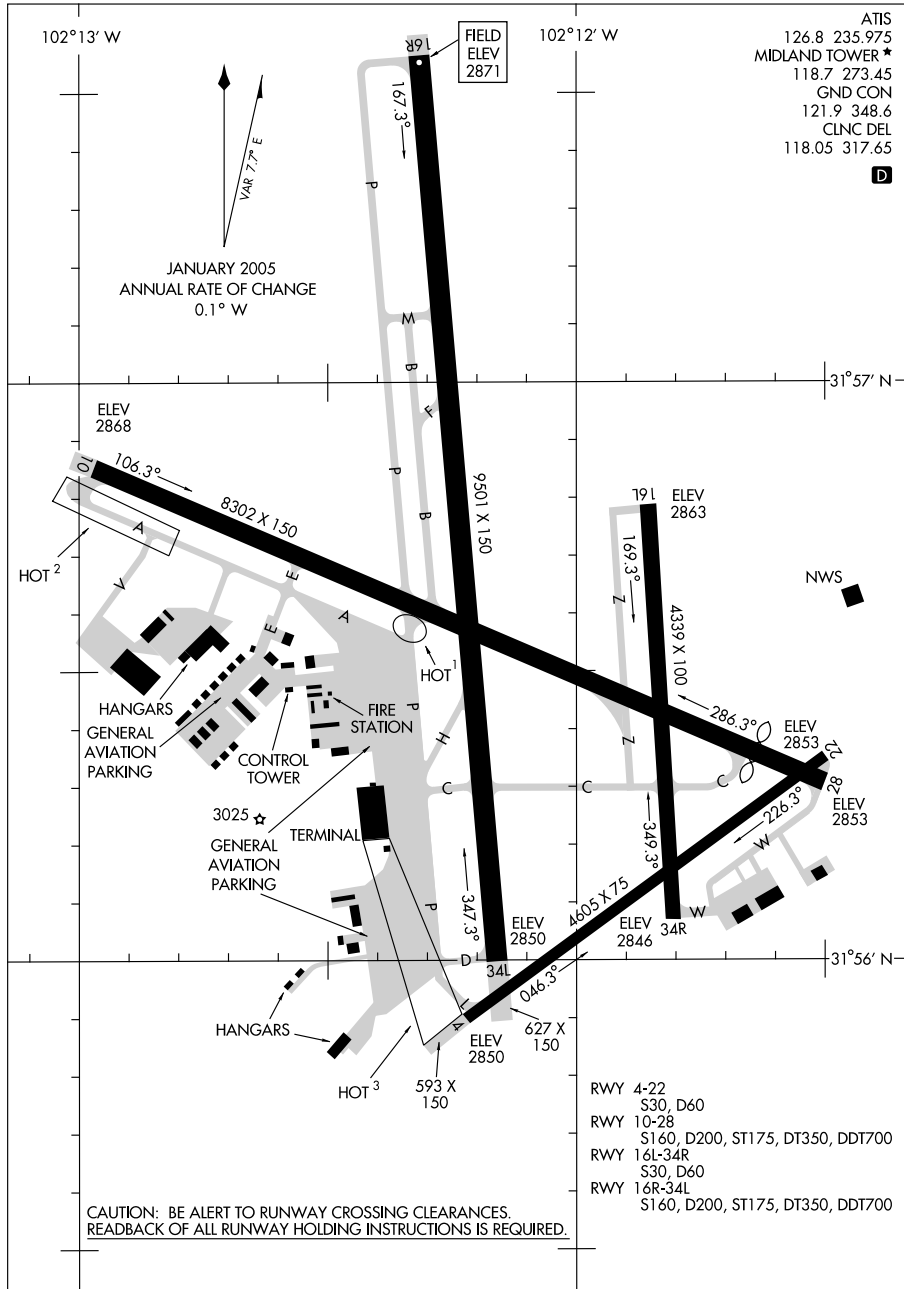 102°13' W
102°12' W
ATIS
126.8 235.975
MIDLAND TOWER ★
118.7 273.45
GND CON
121.9 348.6
CLNC DEL
118.05 317.65
D
16R
FIELD
ELEV
2871
167.3°
VAR 7.7° E
P
JANUARY 2005
ANNUAL RATE OF CHANGE
0.1° W
M
B
F
31°57' N
ELEV
2868
10
106.3°
8302 X 150
P
B
9501 X 150
16L
ELEV
2863
169.3°
A
HOT 2
V
E
E
A
HOT 1
Z
4339 X 100
NWS
HANGARS
GENERAL
AVIATION
PARKING
CONTROL
TOWER
FIRE
STATION
P
H
Z
286.3°
ELEV
2853
22
28
ELEV
2853
C
C
C
3025
TERMINAL
GENERAL
AVIATION
PARKING
226.3°
W
349.3°
4605 X 75
P
347.3°
ELEV
2850
ELEV
2846
34R
W
D
34L
046.3°
31°56' N
HANGARS
L
4
ELEV
2850
627 X
150
HOT 3
593 X
150
RWY 4-22
S30, D60
RWY 10-28
S160, D200, ST175, DT350, DDT700
RWY 16L-34R
S30, D60
RWY 16R-34L
S160, D200, ST175, DT350, DDT700
CAUTION: BE ALERT TO RUNWAY CROSSING CLEARANCES.
READBACK OF ALL RUNWAY HOLDING INSTRUCTIONS IS REQUIRED.